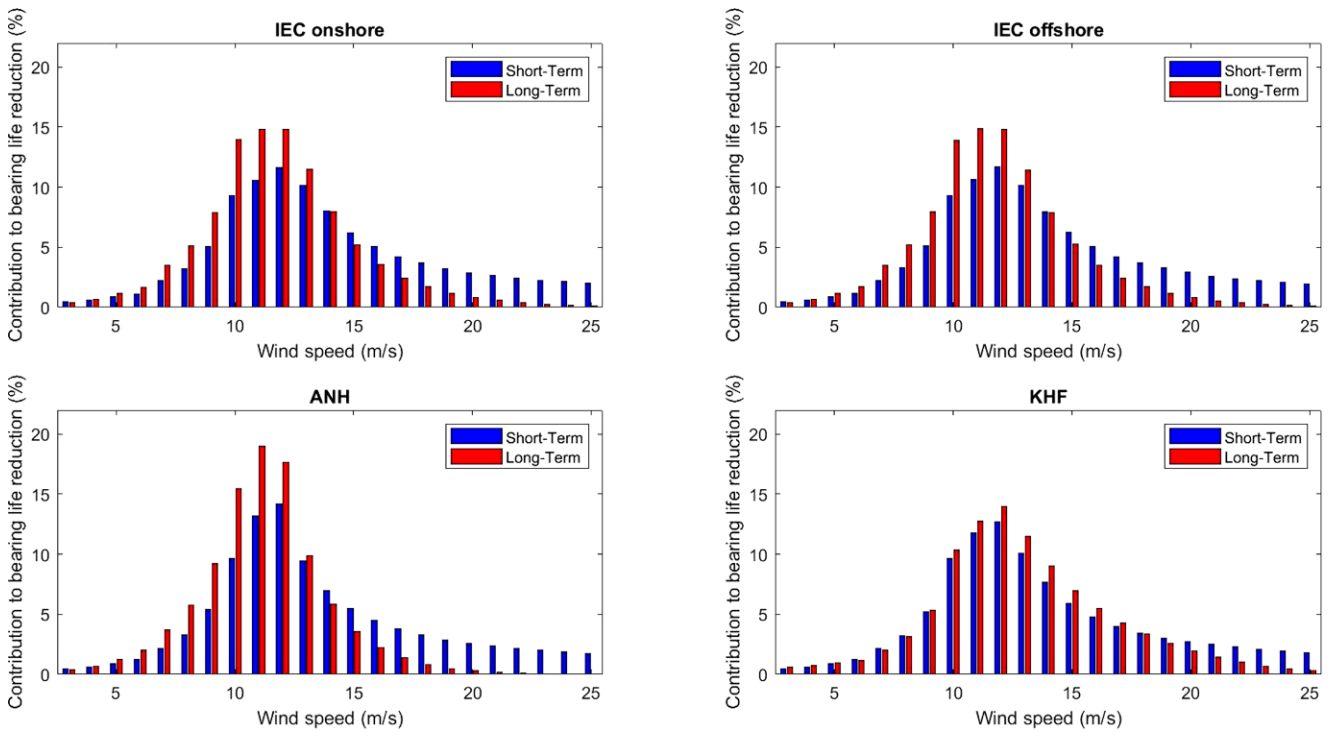 IEC onshore
Contribution to bearing life reduction (%)
20
15
10
5
0
Short-Term
Long-Term
5 10 15 20 25
Wind speed (m/s)
IEC offshore
Contribution to bearing life reduction (%)
20
15
10
5
0
Short-Term
Long-Term
5 10 15 20 25
Wind speed (m/s)
ANH
Contribution to bearing life reduction (%)
20
15
10
5
0
Short-Term
Long-Term
5 10 15 20 25
Wind speed (m/s)
KHF
Contribution to bearing life reduction (%)
20
15
10
5
0
Short-Term
Long-Term
5 10 15 20 25
Wind speed (m/s)